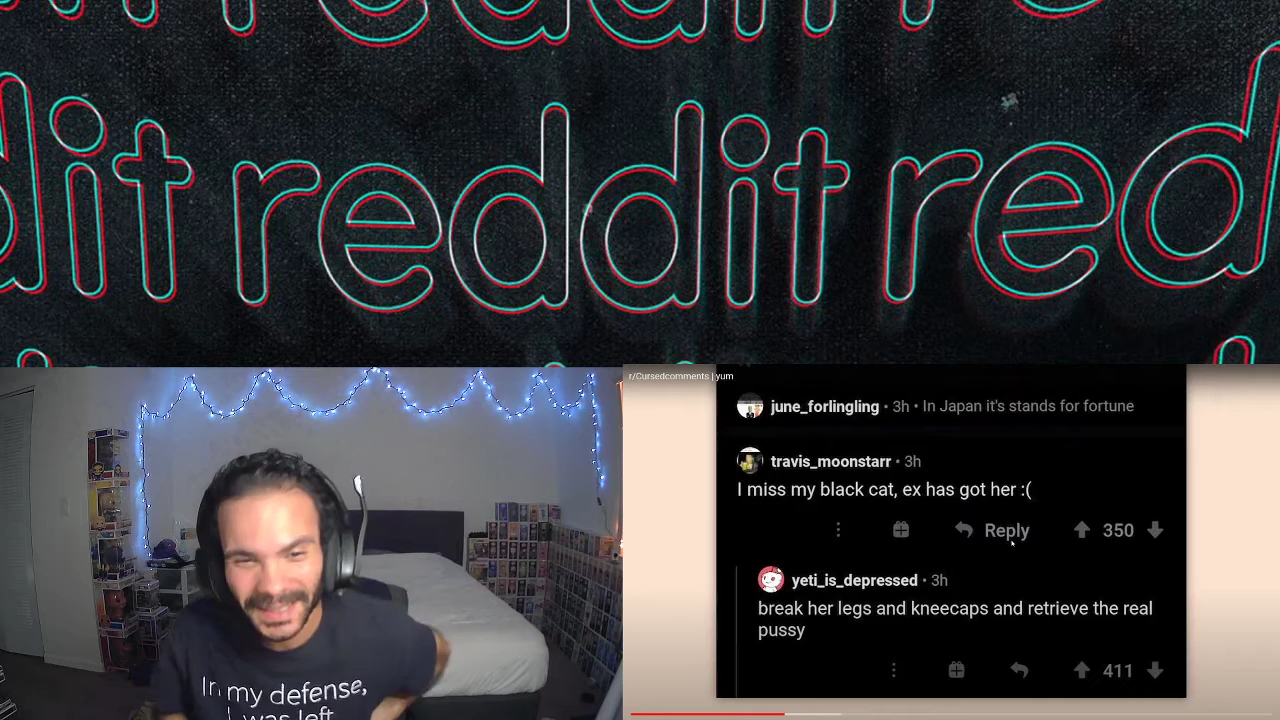 reddit
r/Cursedcomments | yum
june_forlingling • 3h • In Japan it's stands for fortune
travis_moonstarr • 3h
I miss my black cat, ex has got her :(
Reply 350
yeti_is_depressed • 3h
break her legs and kneecaps and retrieve the real
pussy
411
In my defense,
I was left